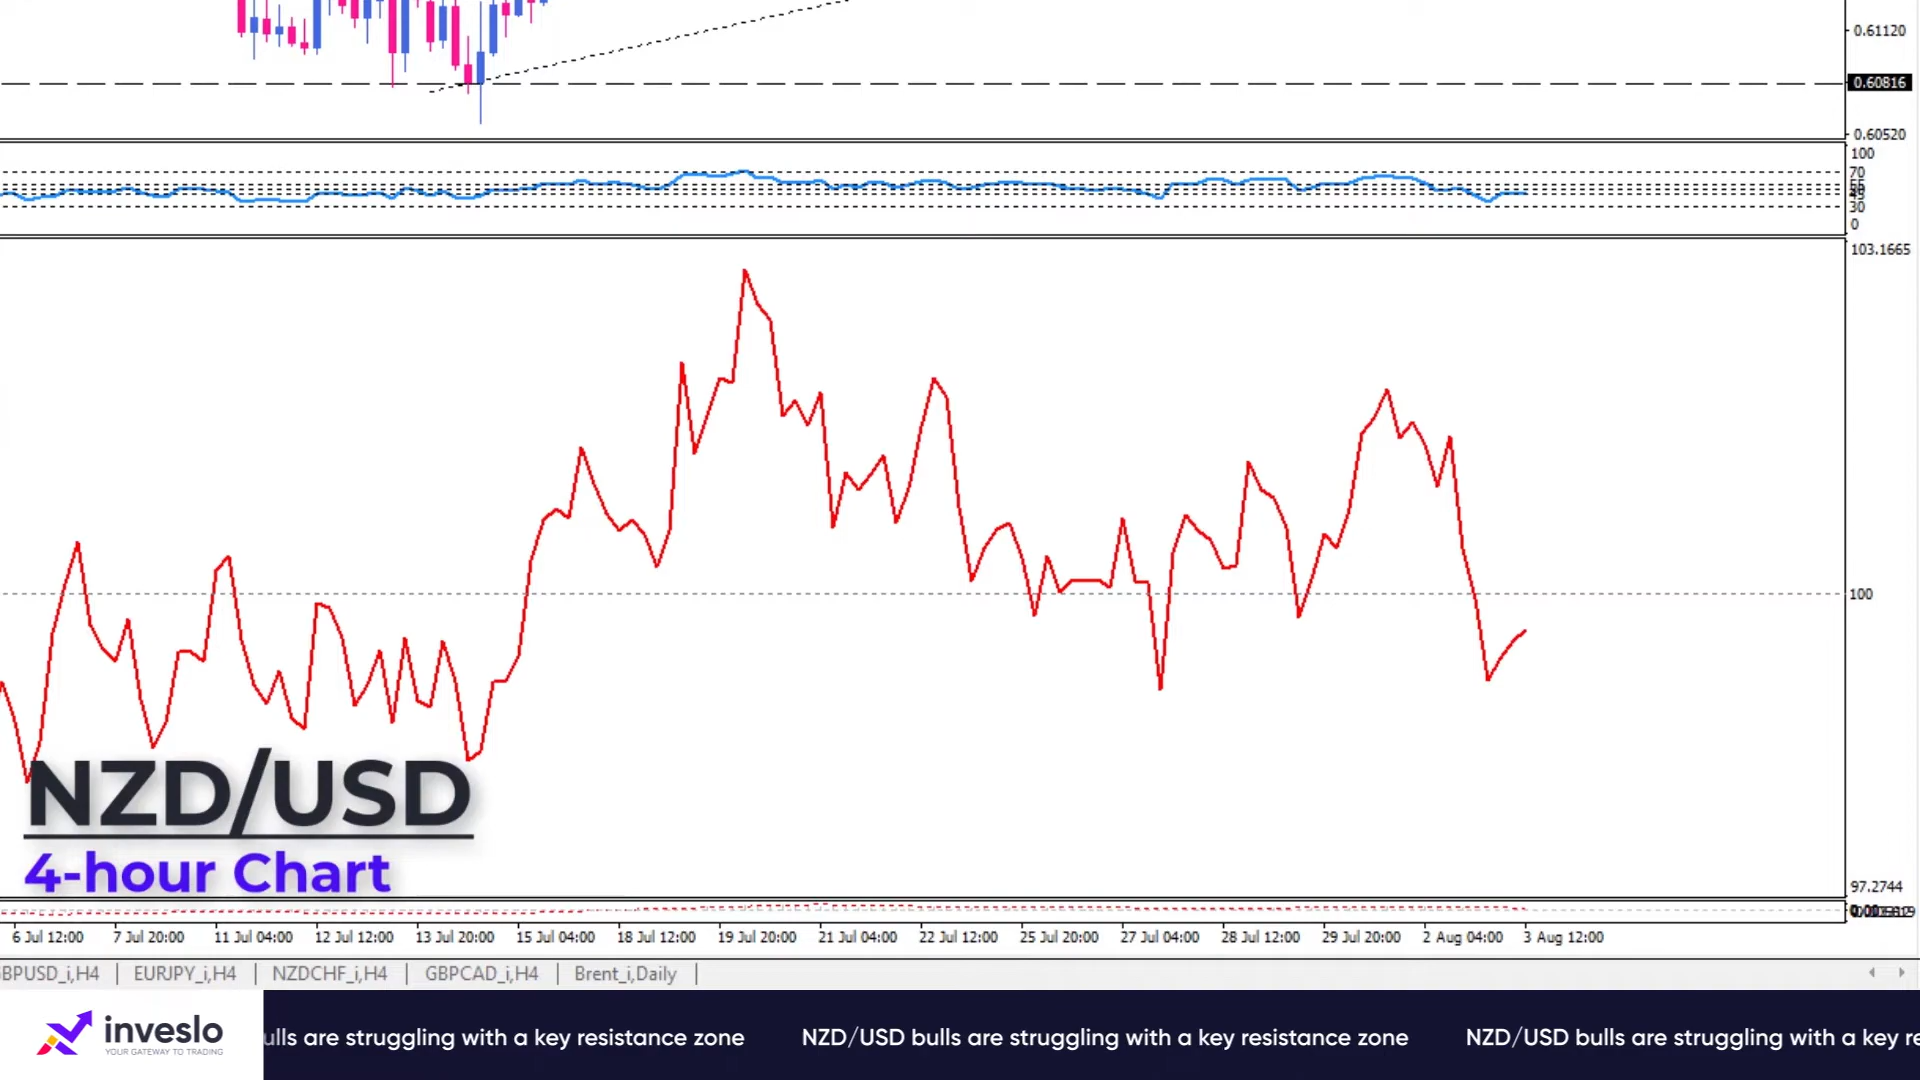 0.61120
0.60816
0.60520
100
70
30
0
103.1665
100
NZD/USD
4-hour Chart
97.2744
6 Jul 12:00 7 Jul 20:00 11 Jul 04:00 12 Jul 12:00 13 Jul 20:00 15 Jul 04:00 18 Jul 12:00 19 Jul 20:00 21 Jul 04:00 22 Jul 12:00 25 Jul 20:00 27 Jul 04:00 28 Jul 12:00 29 Jul 20:00 2 Aug 04:00 3 Aug 12:00
BPUSD_i,H4 | EURJPY_i,H4 | NZDCHF_i,H4 | GBPCAD_i,H4 | Brent_i,Daily |
inveslo
YOUR GATEWAY TO TRADING
ulls are struggling with a key resistance zone NZD/USD bulls are struggling with a key resistance zone NZD/USD bulls are struggling with a key re